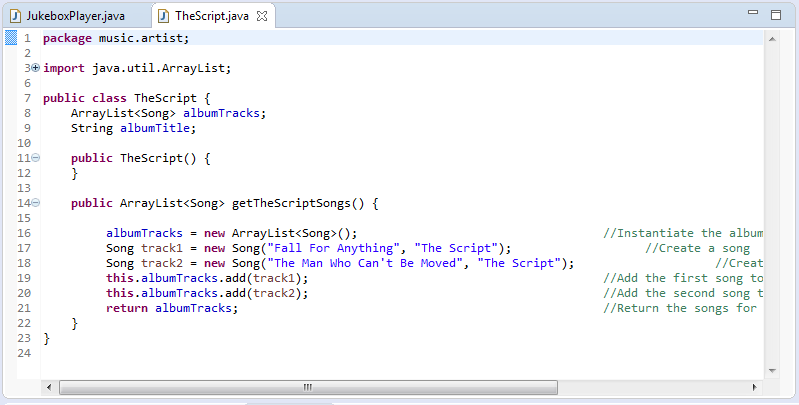 JukeboxPlayer.java TheScript.java
1 package music.artist;
2
3 import java.util.ArrayList;
6
7 public class TheScript {
8 ArrayList<Song> albumTracks;
9 String albumTitle;
10
11 public TheScript() {
12 }
13
14 public ArrayList<Song> getTheScriptSongs() {
15
16 albumTracks = new ArrayList<Song>(); //Instantiate the album
17 Song track1 = new Song("Fall For Anything", "The Script"); //Create a song
18 Song track2 = new Song("The Man Who Can't Be Moved", "The Script"); //Creat
19 this.albumTracks.add(track1); //Add the first song to
20 this.albumTracks.add(track2); //Add the second song t
21 return albumTracks; //Return the songs for
22 }
23 }
24